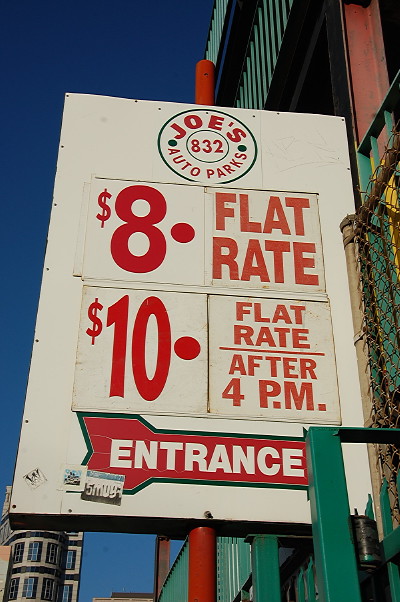 JOE'S
832
AUTO PARKS
$8.
FLAT
RATE
$10.
FLAT
RATE
AFTER
4 P.M.
ENTRANCE